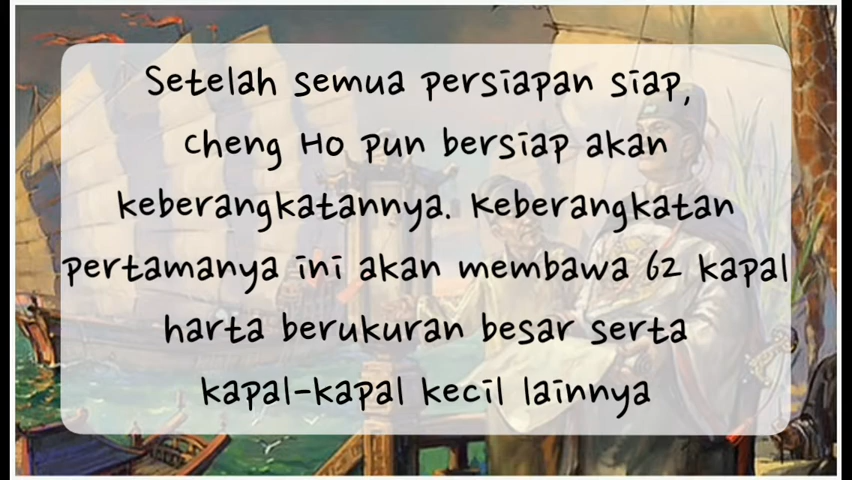 Setelah semua persiapan siap,
Cheng Ho pun bersiap akan
keberangkatannya. Keberangkatan
pertamanya ini akan membawa 62 kapal
harta berukuran besar serta
kapal-kapal kecil lainnya